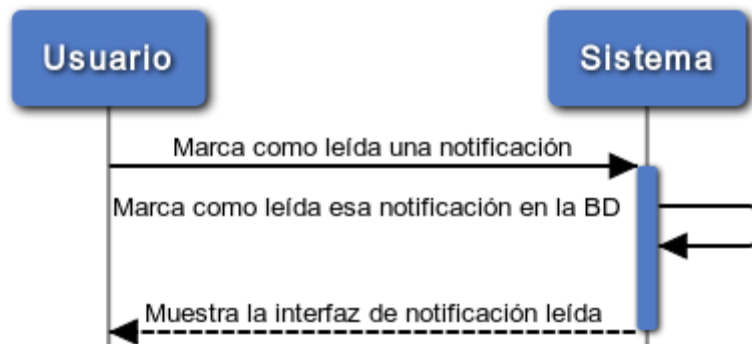 Usuario
Sistema
Marca como leída una notificación
Marca como leída esa notificación en la BD
Muestra la interfaz de notificación leída